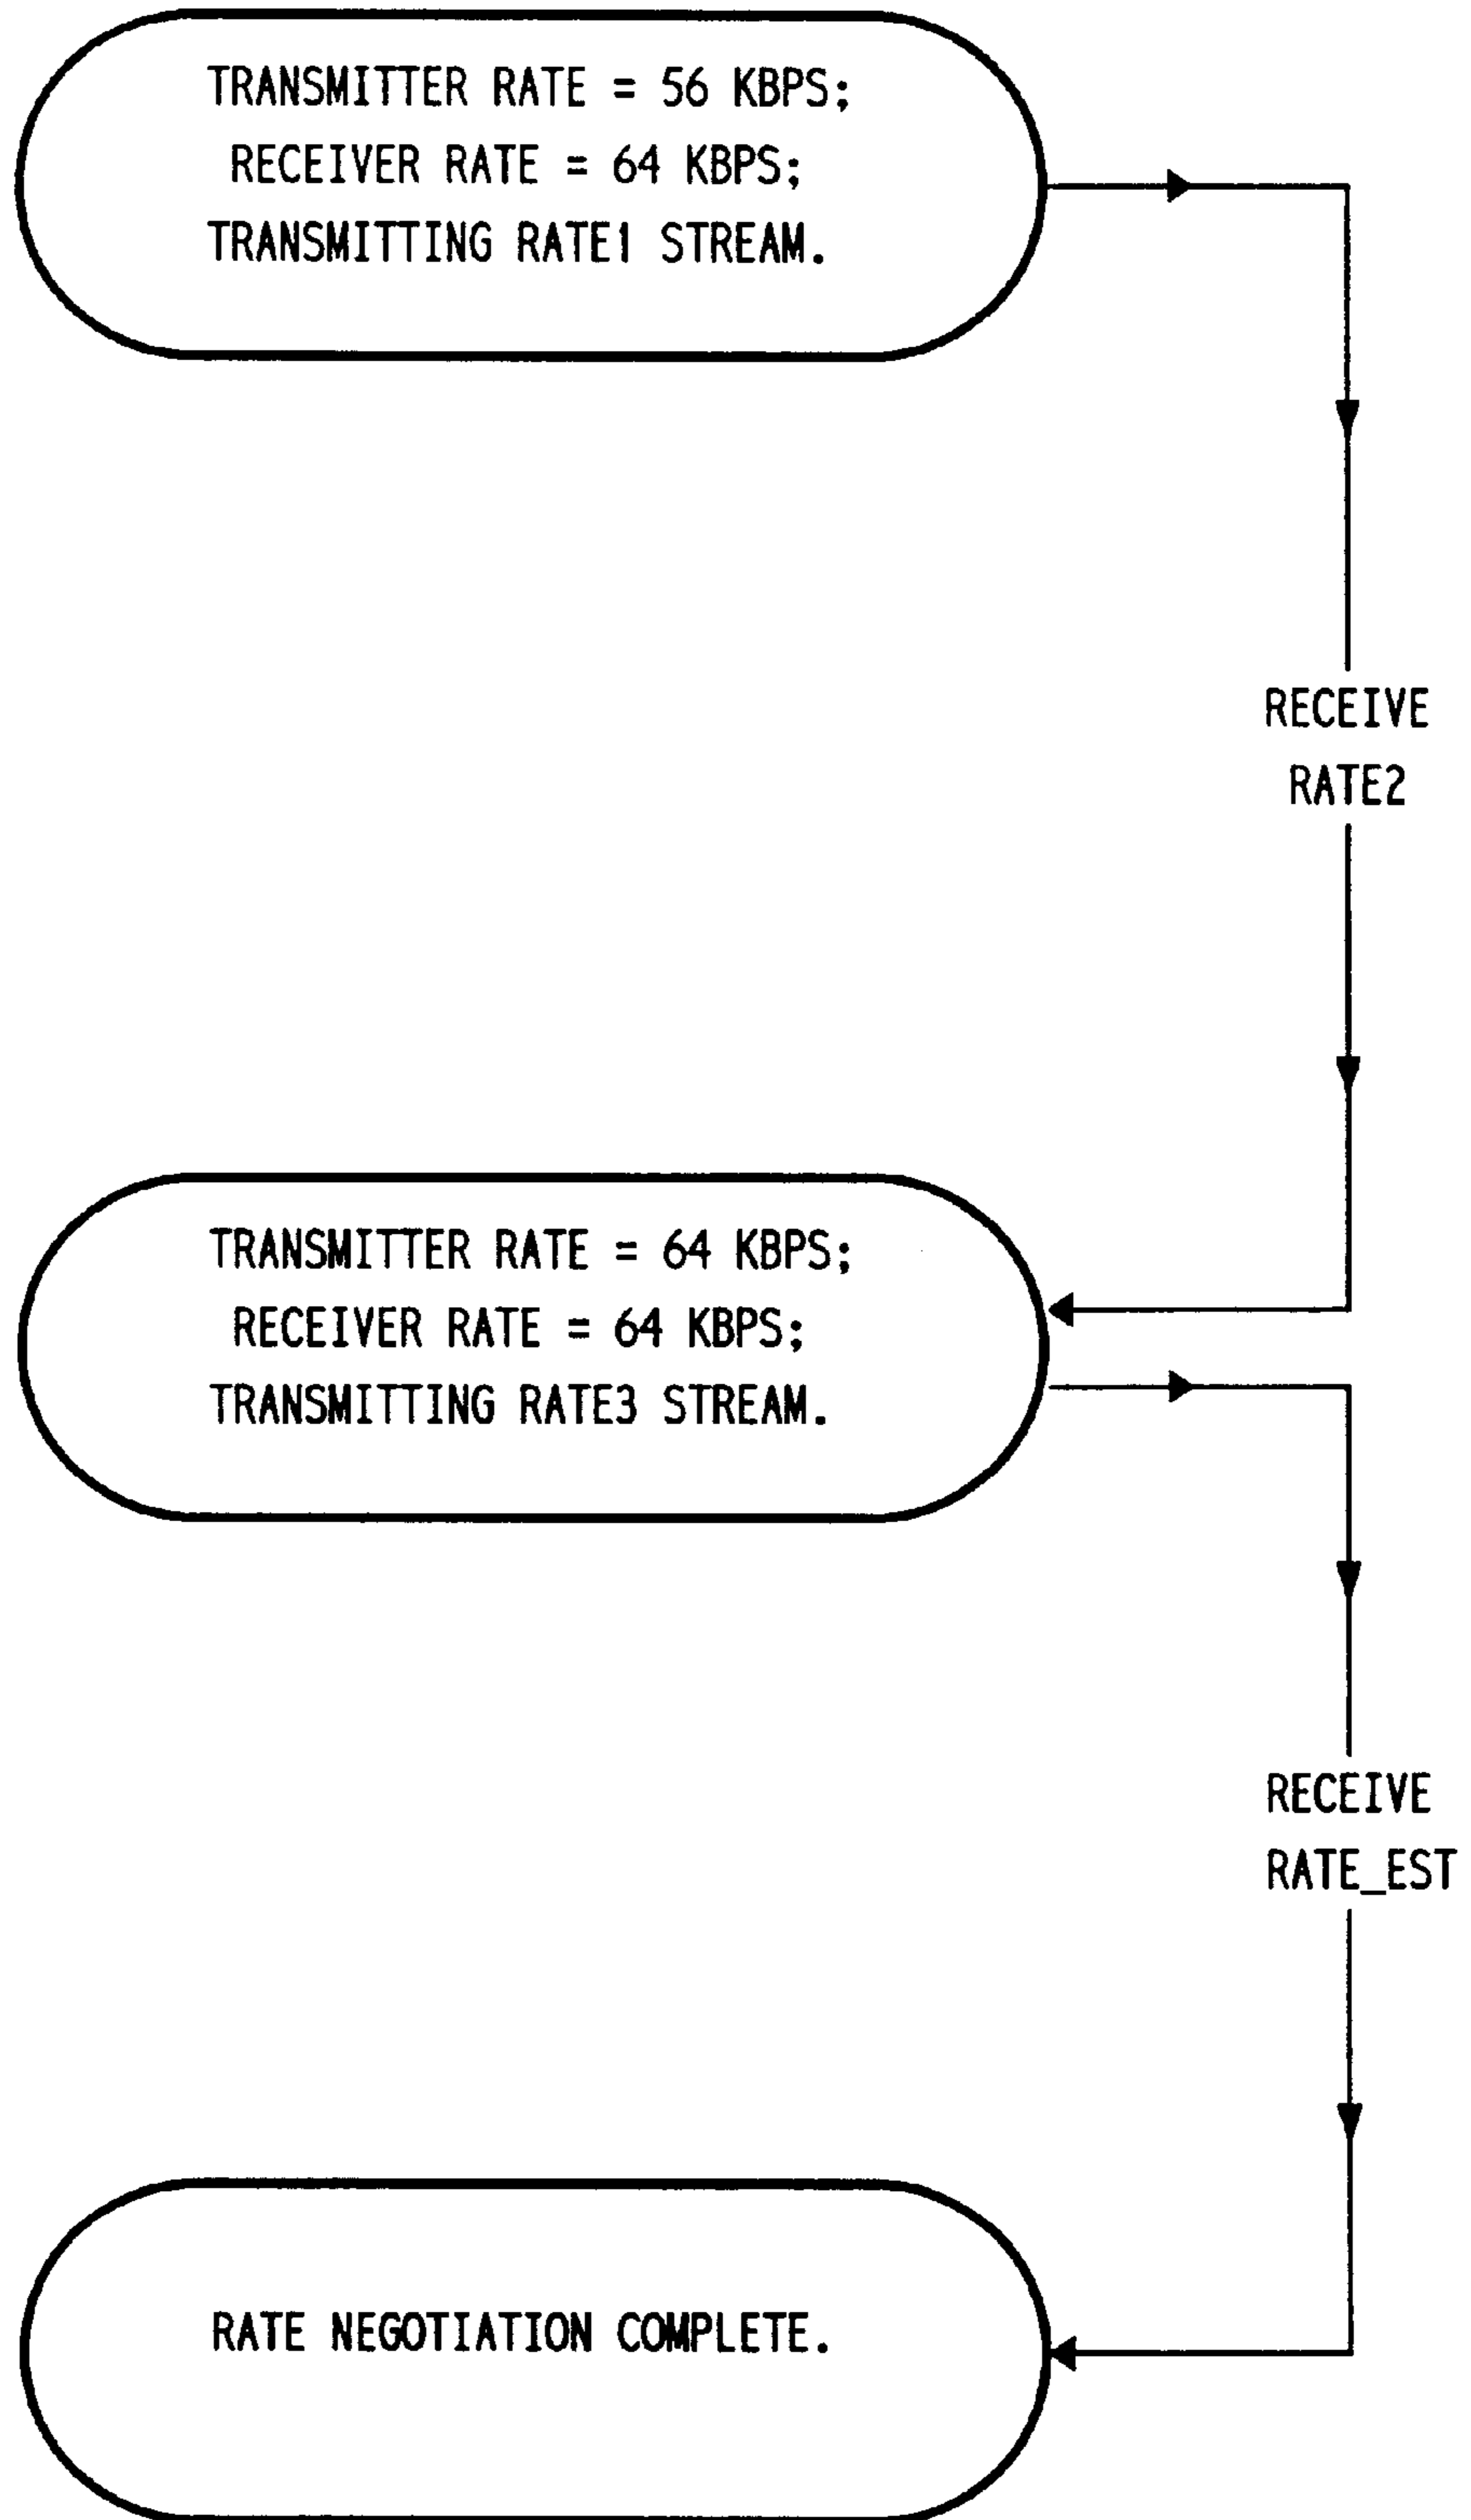 TRANSMITTER RATE = 56 KBPS;
RECEIVER RATE = 64 KBPS;
TRANSMITTING RATE1 STREAM.
RECEIVE
RATE2
TRANSMITTER RATE = 64 KBPS;
RECEIVER RATE = 64 KBPS;
TRANSMITTING RATE3 STREAM.
RECEIVE
RATE_EST
RATE NEGOTIATION COMPLETE.